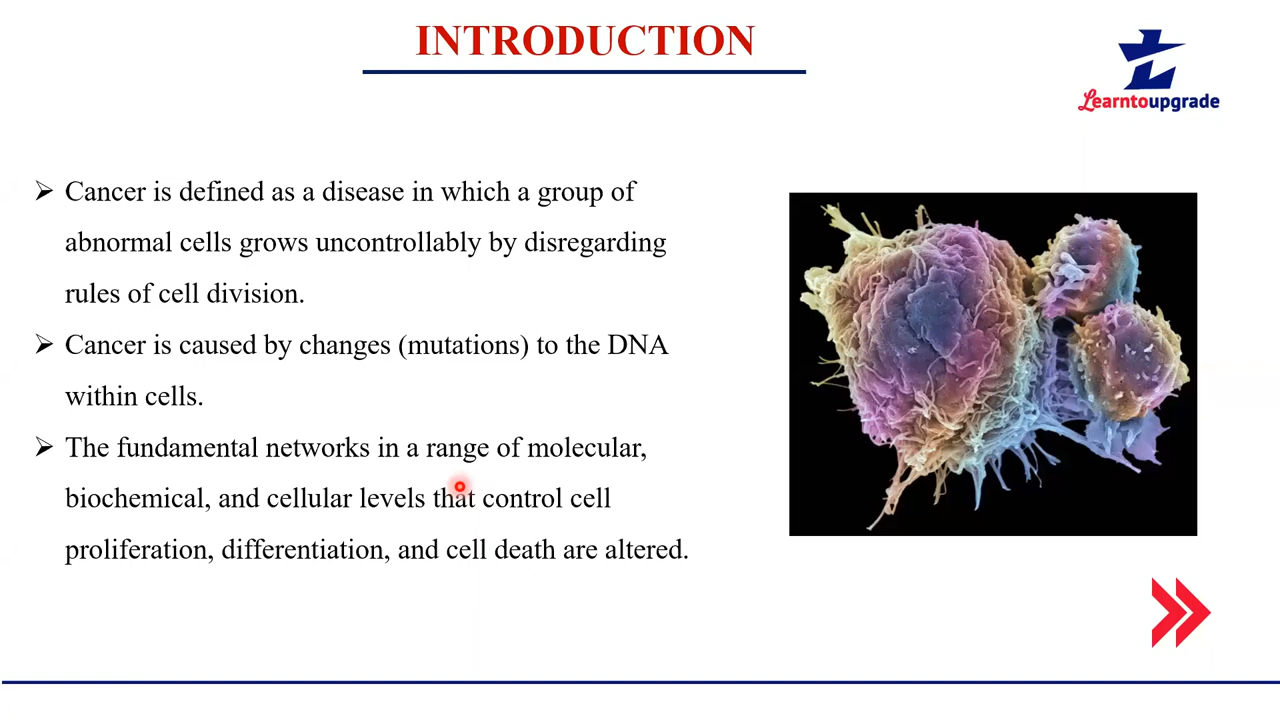 INTRODUCTION
Learntoupgrade
➢ Cancer is defined as a disease in which a group of
abnormal cells grows uncontrollably by disregarding
rules of cell division.
➢ Cancer is caused by changes (mutations) to the DNA
within cells.
➢ The fundamental networks in a range of molecular,
biochemical, and cellular levels that control cell
proliferation, differentiation, and cell death are altered.